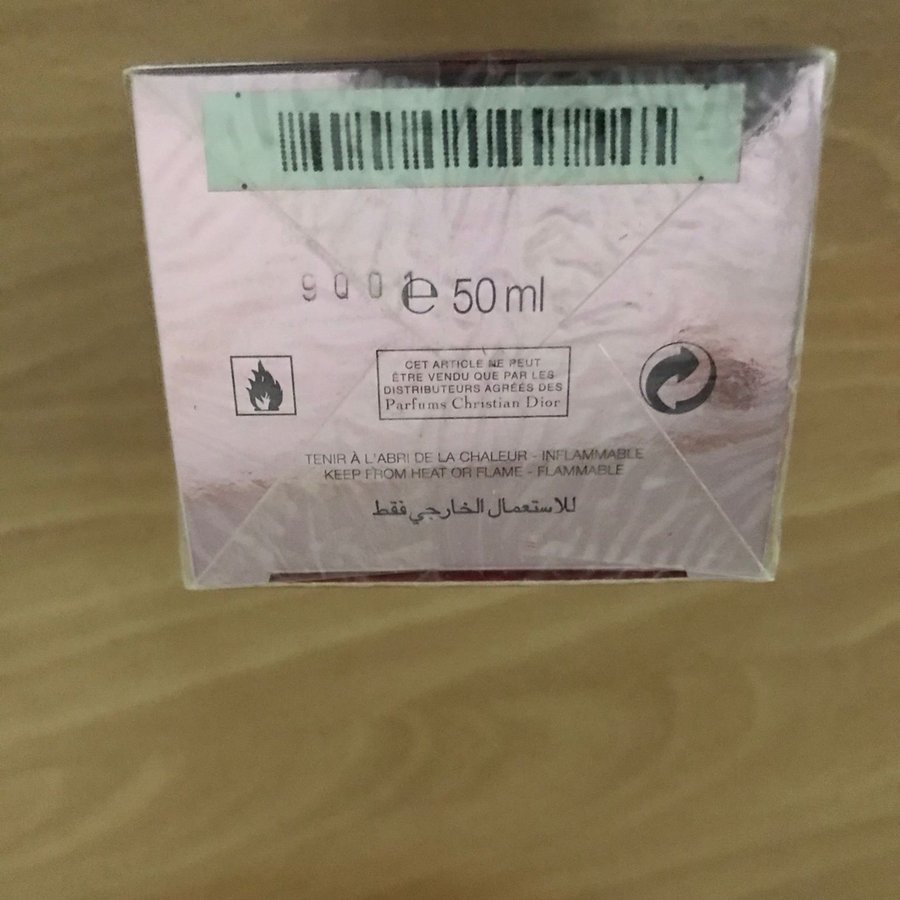 9Q01
℮ 50 ml
CET ARTICLE NE PEUT
ÊTRE VENDU QUE PAR LES
DISTRIBUTEURS AGRÉÉS DES
Parfums Christian Dior
TENIR À L'ABRI DE LA CHALEUR - INFLAMMABLE
KEEP FROM HEAT OR FLAME - FLAMMABLE
للاستعمال الخارجي فقط